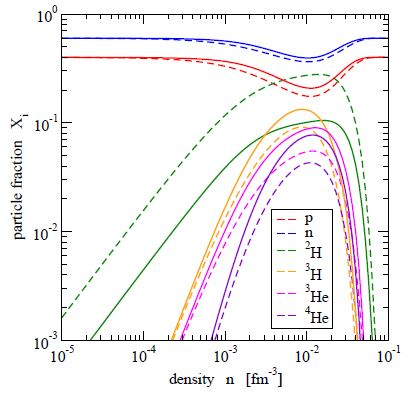 10^0
10^-1
10^-2
10^-3
particle fraction X_i
p
n
^2H
^3H
^3He
^4He
10^-5 10^-4 10^-3 10^-2 10^-1
density n [fm^-3]